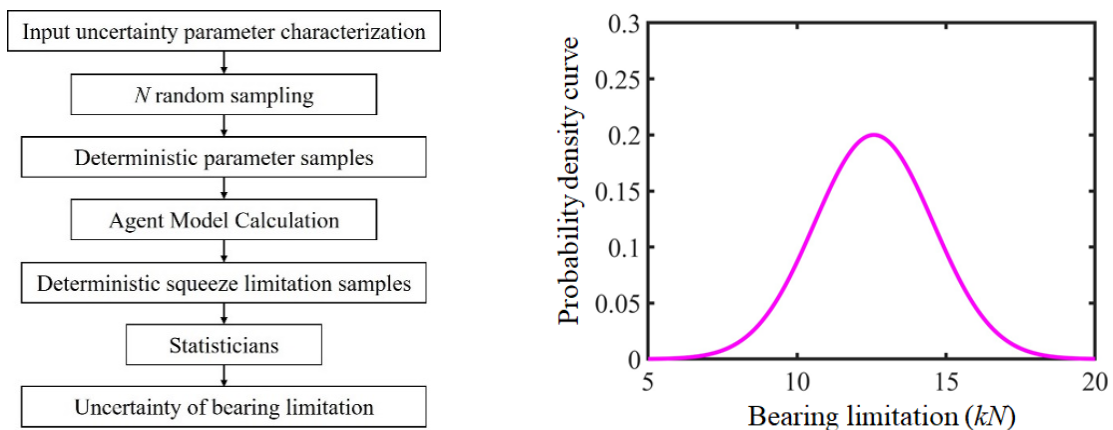 Input uncertainty parameter characterization
N random sampling
Deterministic parameter samples
Agent Model Calculation
Deterministic squeeze limitation samples
Statisticians
Uncertainty of bearing limitation
Probability density curve
0.3
0.25
0.2
0.15
0.1
0.05
0
5 10 15 20
Bearing limitation (kN)